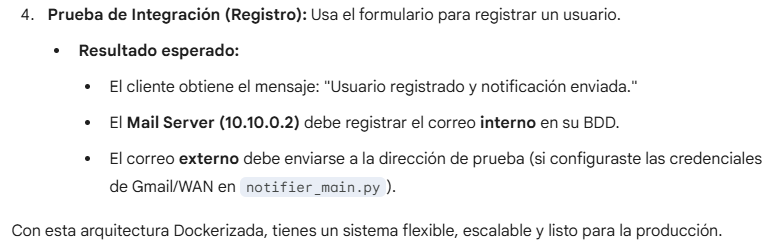 4. Prueba de Integración (Registro): Usa el formulario para registrar un usuario.
• Resultado esperado:
• El cliente obtiene el mensaje: "Usuario registrado y notificación enviada."
• El Mail Server (10.10.0.2) debe registrar el correo interno en su BDD.
• El correo externo debe enviarse a la dirección de prueba (si configuraste las credenciales
de Gmail/WAN en notifier_main.py ).
Con esta arquitectura Dockerizada, tienes un sistema flexible, escalable y listo para la producción.